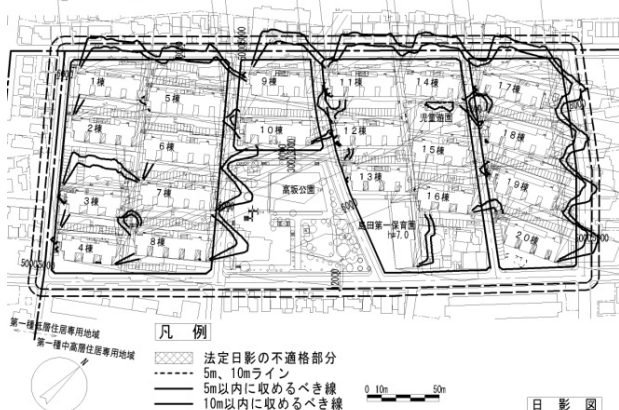 1棟
5棟
9棟
11棟
14棟
17棟
2棟
6棟
10棟
12棟
児童遊園
15棟
18棟
3棟
7棟
高坂公園
13棟
16棟
19棟
4棟
8棟
島田第一保育園
h=7.0
20棟
5000
12000
第一種低層住居専用地域
第一種中高層住居専用地域
N
凡 例
法定日影の不適格部分
5m、10mライン
5m以内に収めるべき線
10m以内に収めるべき線
0 10m 50m
日 影 図